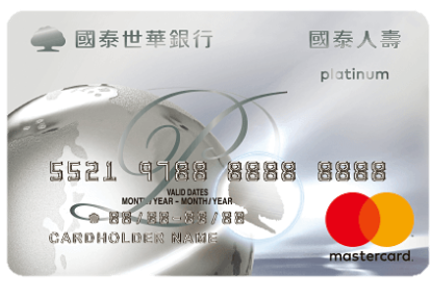 國泰世華銀行 國泰人壽
platinum
5521 9788 8888 8888
VALID DATES
MONTH/YEAR - MONTH/YEAR
88/88-88/88
CARDHOLDER NAME
mastercard